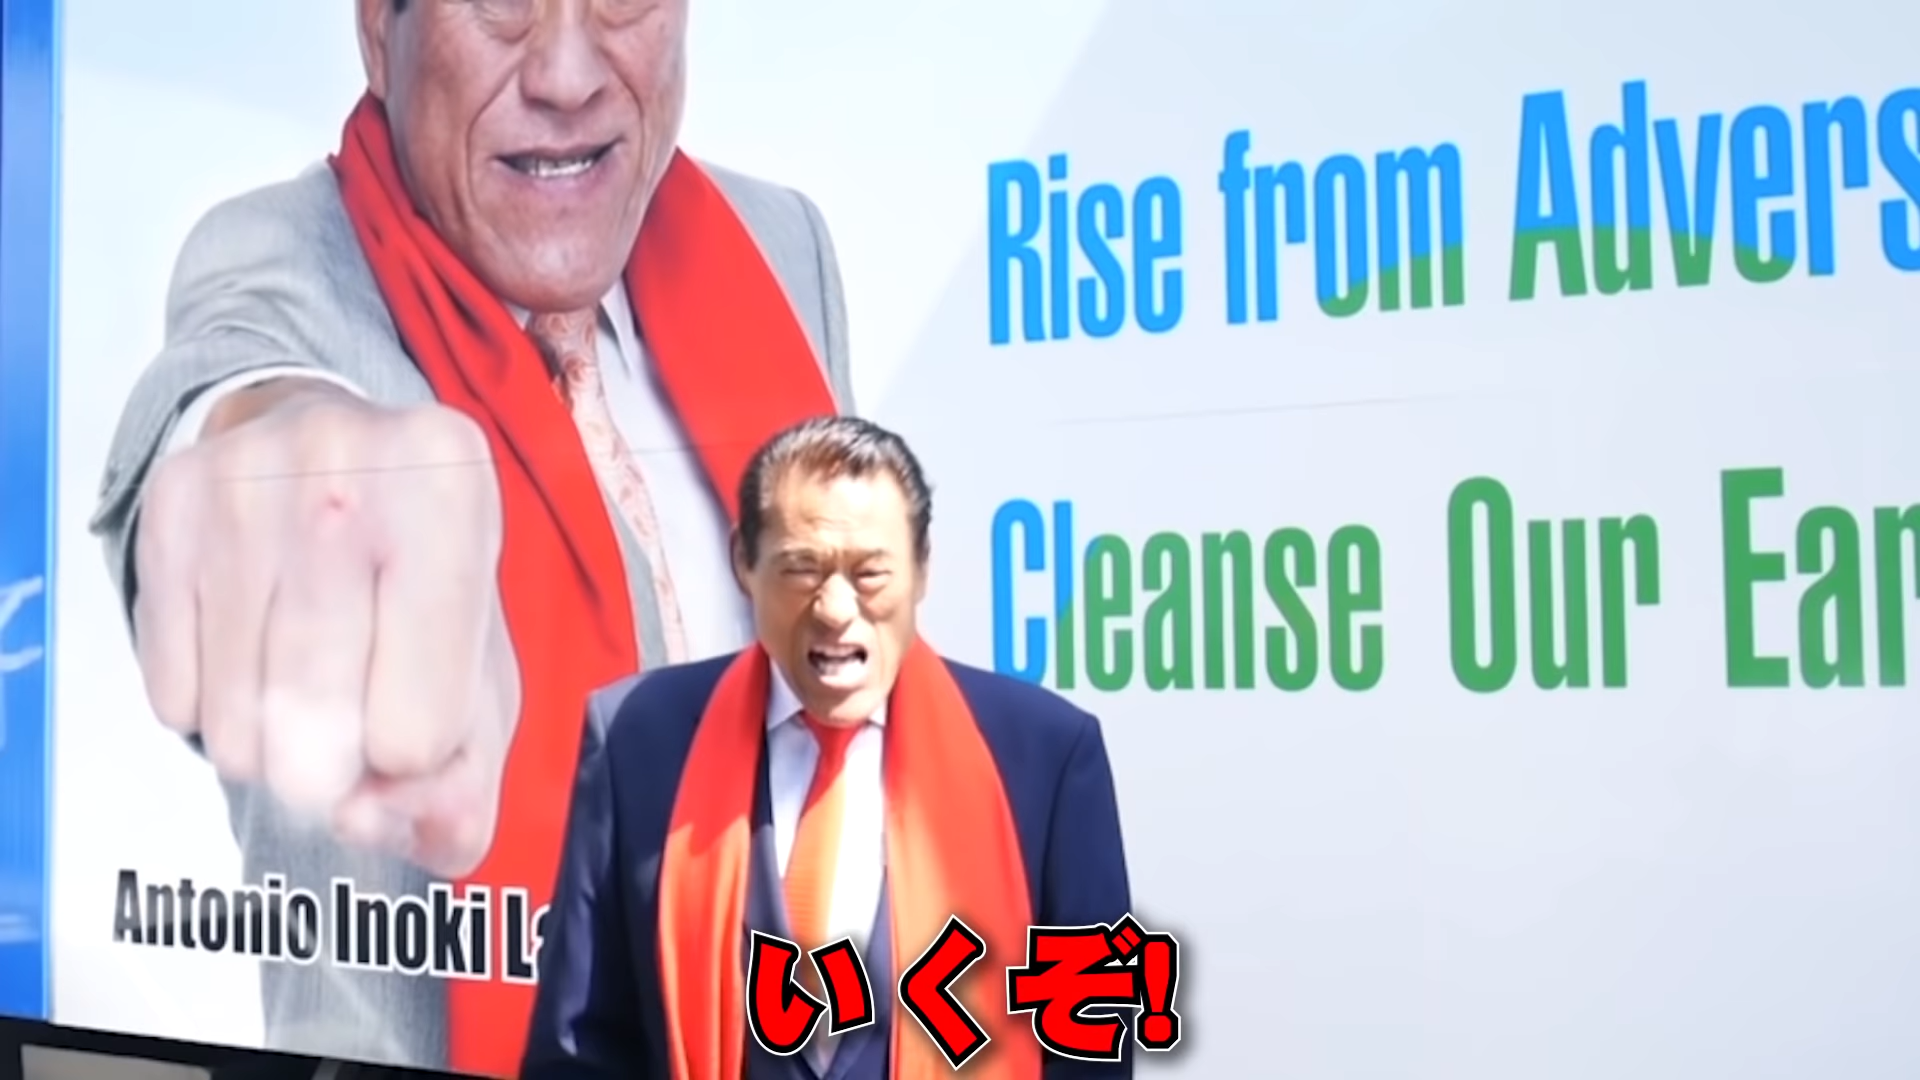 Rise from Advers
Cleanse Our Ear
Antonio Inoki L
いくぞ!